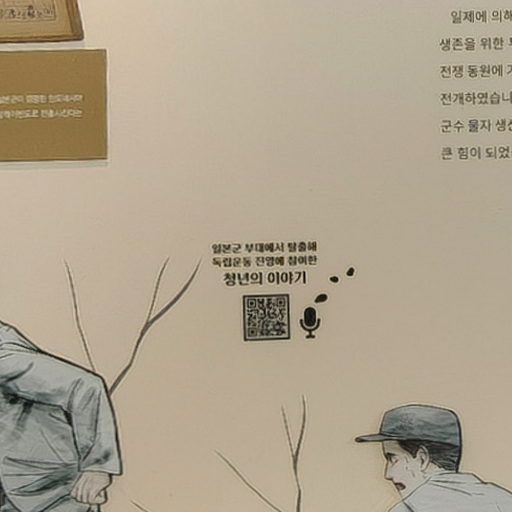 일제에 의해
생존을 위한
전쟁 동원에
전개하였습니
군수 물자 생산
큰 힘이 되었
일본군 부대에서 탈출해
독립운동 진영에 참여한
청년의 이야기